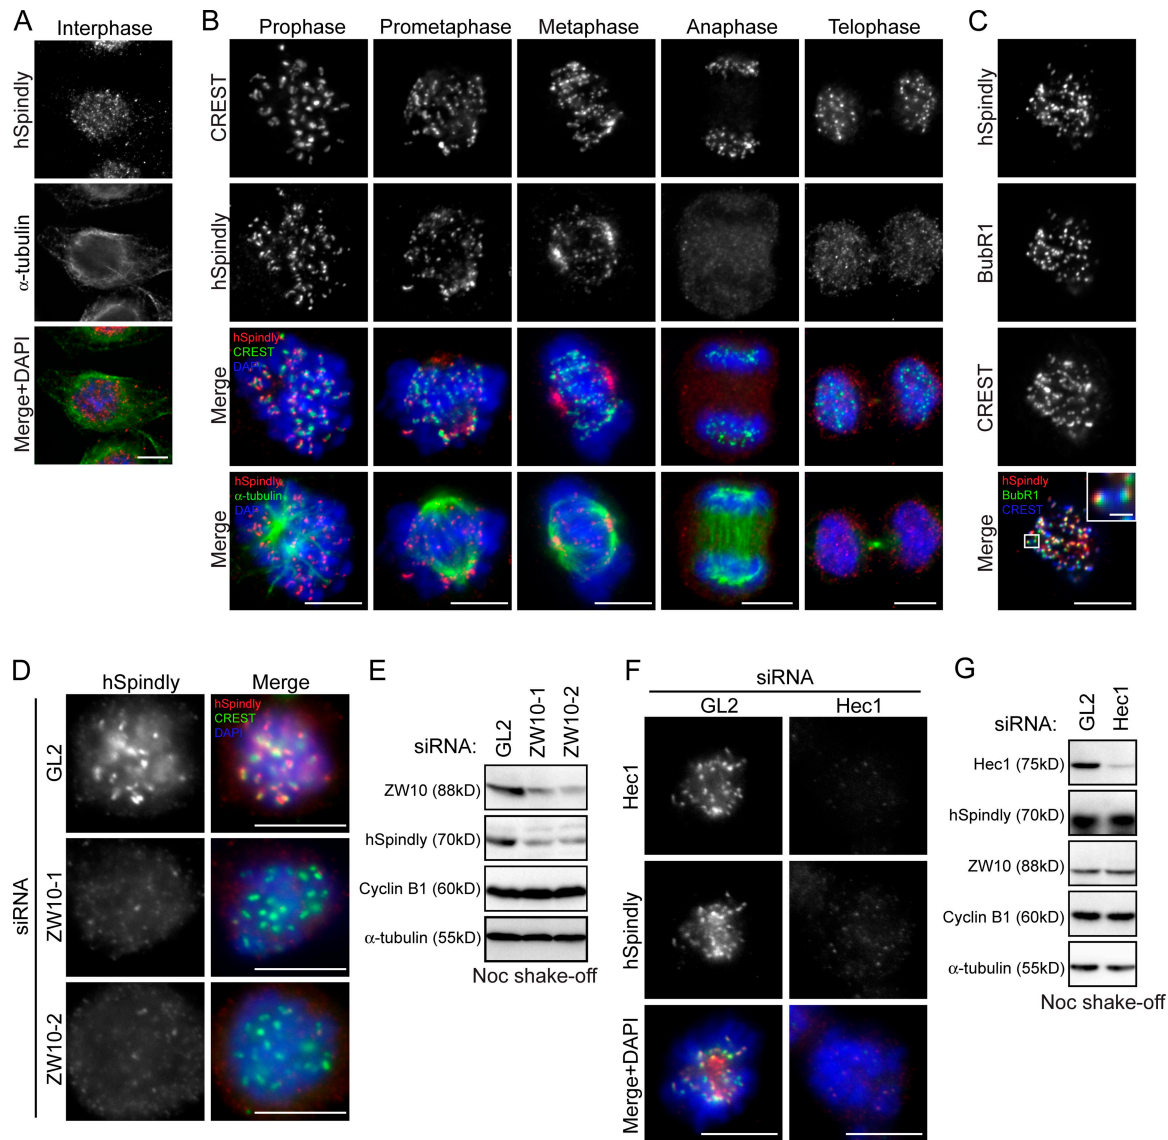 A
Interphase
hSpindly
α-tubulin
Merge+DAPI
B
Prophase
Prometaphase
Metaphase
Anaphase
Telophase
CREST
hSpindly
Merge
hSpindly
CREST
DAPI
Merge
hSpindly
α-tubulin
DAPI
C
hSpindly
BubR1
CREST
Merge
hSpindly
BubR1
CREST
D
hSpindly
Merge
siRNA
GL2
hSpindly
CREST
DAPI
ZW10-1
ZW10-2
E
siRNA:
GL2
ZW10-1
ZW10-2
ZW10 (88kD)
hSpindly (70kD)
Cyclin B1 (60kD)
α-tubulin (55kD)
Noc shake-off
F
siRNA
GL2
Hec1
Hec1
hSpindly
Merge+DAPI
G
siRNA:
GL2
Hec1
Hec1 (75kD)
hSpindly (70kD)
ZW10 (88kD)
Cyclin B1 (60kD)
α-tubulin (55kD)
Noc shake-off